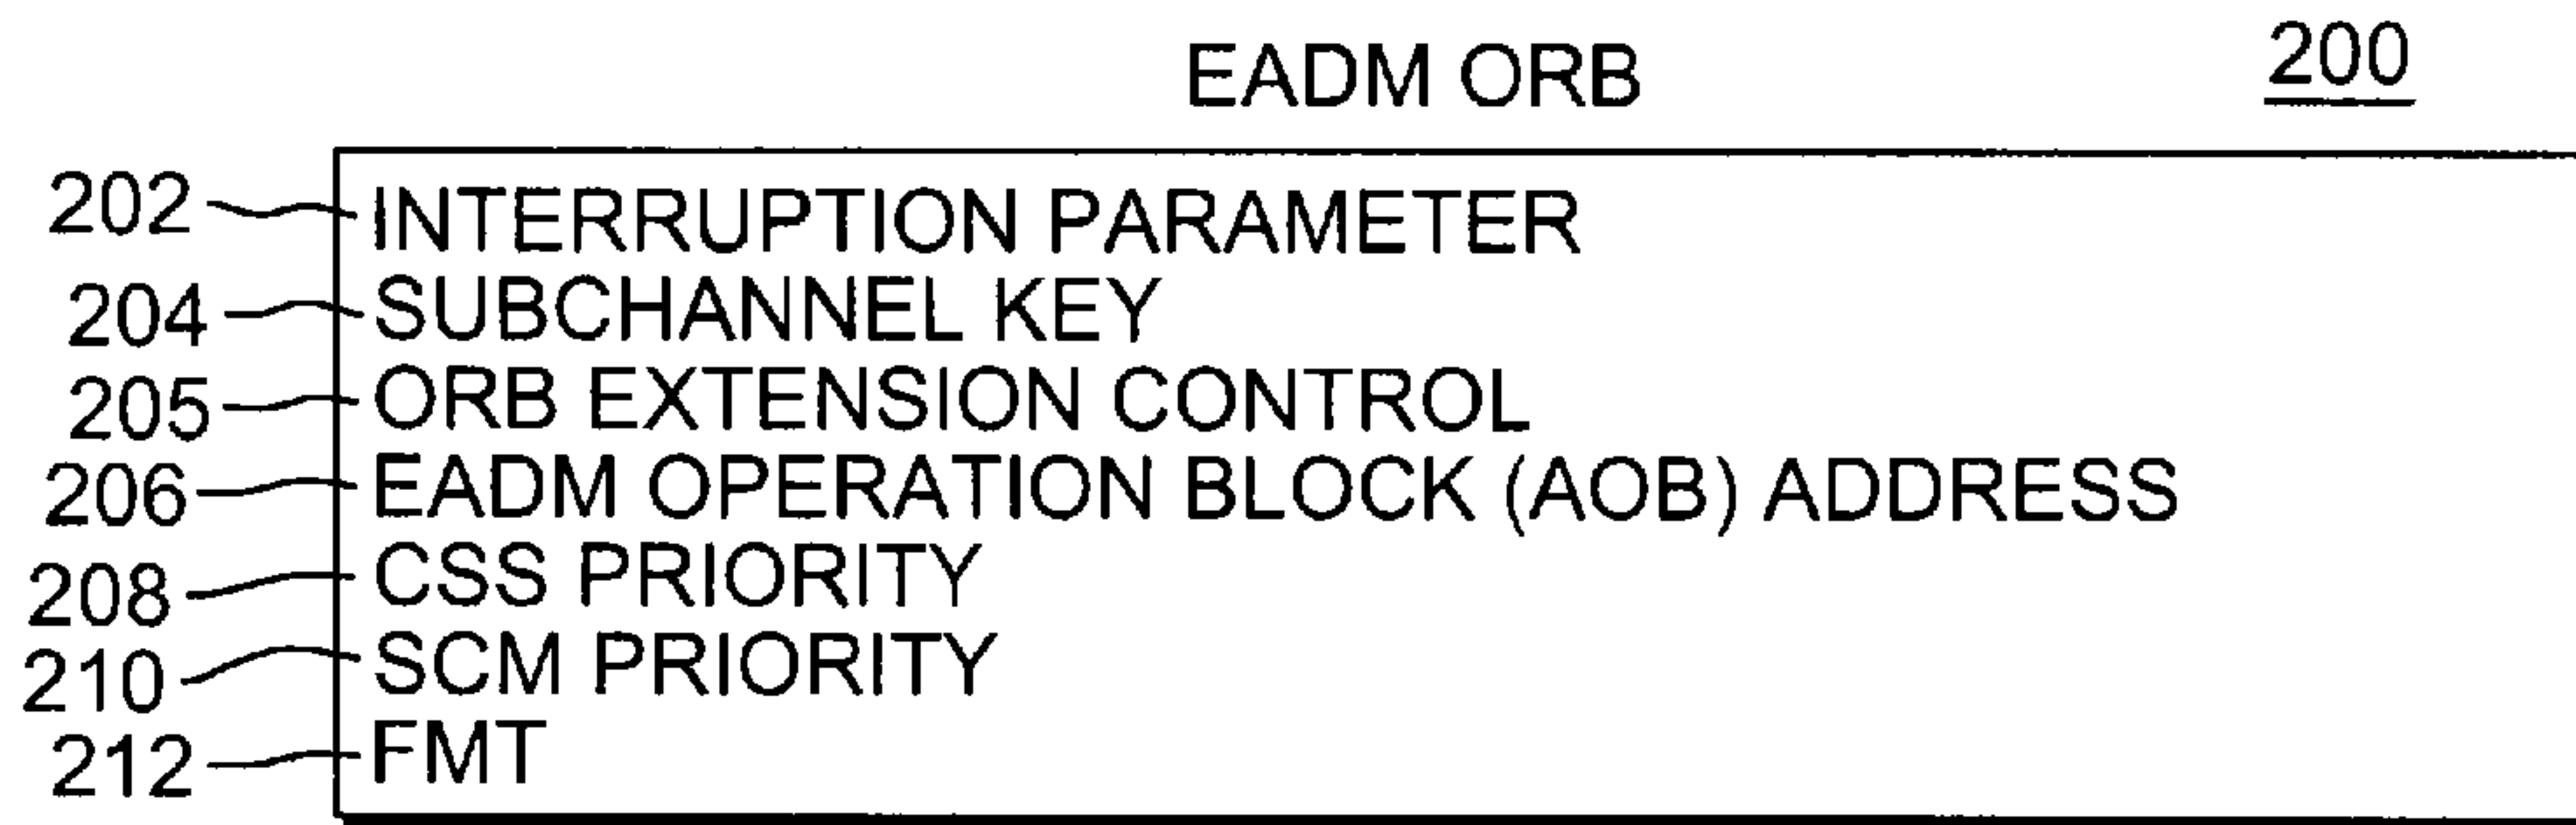 EADM ORB 200
202 INTERRUPTION PARAMETER
204 SUBCHANNEL KEY
205 ORB EXTENSION CONTROL
206 EADM OPERATION BLOCK (AOB) ADDRESS
208 CSS PRIORITY
210 SCM PRIORITY
212 FMT